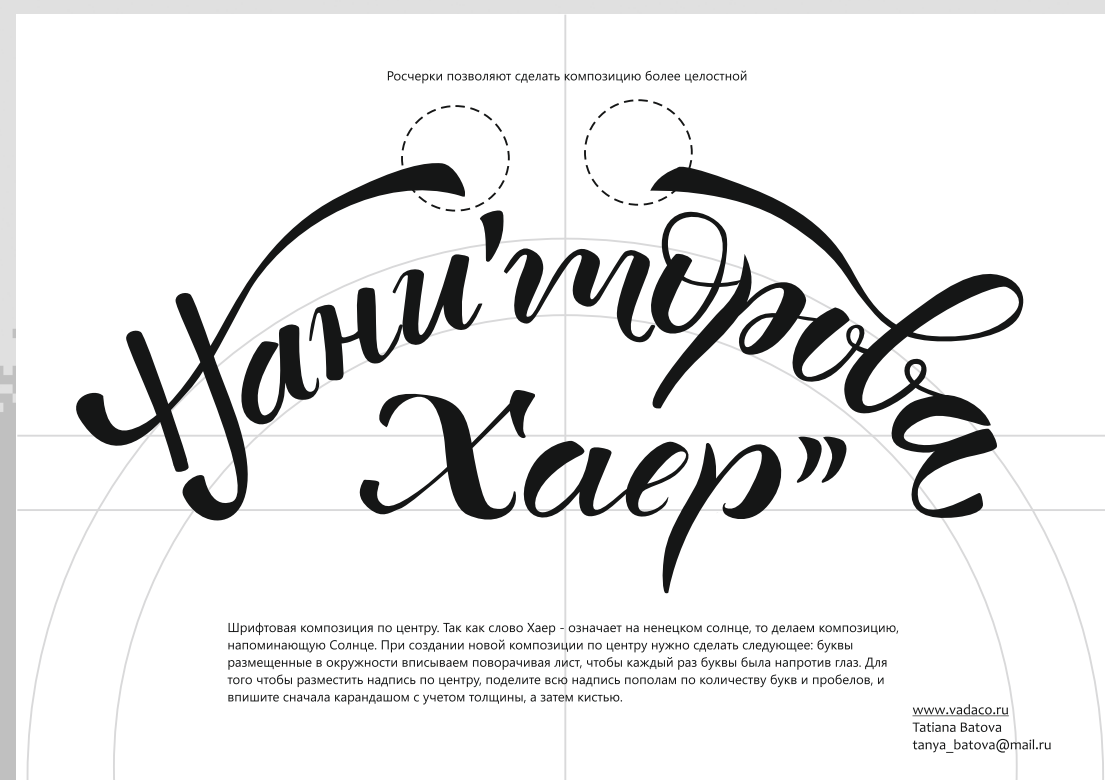 Росчерки позволяют сделать композицию более целостной
Нани'торова
Хаер”
Шрифтовая композиция по центру. Так как слово Хаер - означает на ненецком солнце, то делаем композицию,
напоминающую Солнце. При создании новой композиции по центру нужно сделать следующее: буквы
размещенные в окружности вписываем поворачивая лист, чтобы каждый раз буквы была напротив глаз. Для
того чтобы разместить надпись по центру, поделите всю надпись пополам по количеству букв и пробелов, и
впишите сначала карандашом с учетом толщины, а затем кистью.
www.vadaco.ru
Tatiana Batova
tanya_batova@mail.ru